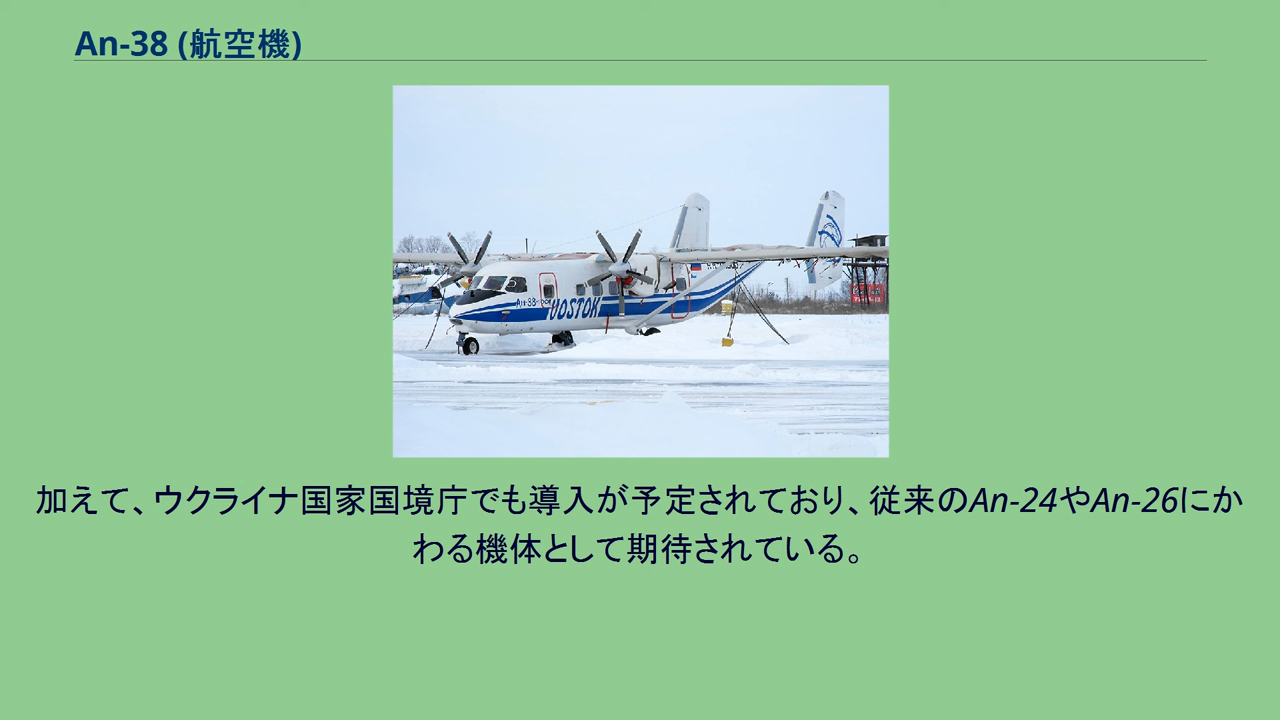 An-38 (航空機)
An-38-100
VOSTOK
加えて、ウクライナ国家国境庁でも導入が予定されており、従来のAn-24やAn-26にか
わる機体として期待されている。